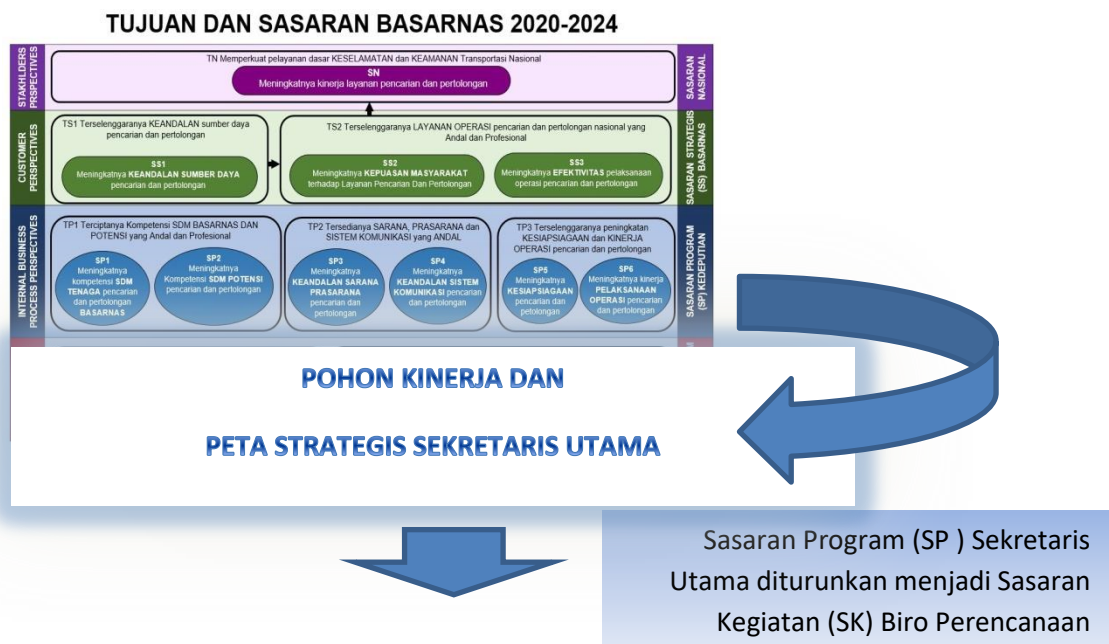 TUJUAN DAN SASARAN BASARNAS 2020-2024
STAKHLDERS
PRSPECTIVES
TN Memperkuat pelayanan dasar KESELAMATAN dan KEAMANAN Transportasi Nasional
SN
Meningkatnya kinerja layanan pencarian dan pertolongan
SASARAN
NASIONAL
CUSTOMER
PERSPECTIVES
TS1 Terselenggaranya KEANDALAN sumber daya
pencarian dan pertolongan
SS1
Meningkatnya KEANDALAN SUMBER DAYA
pencarian dan pertolongan
TS2 Terselenggaranya LAYANAN OPERASI pencarian dan pertolongan nasional yang
Andal dan Profesional
SS2
Meningkatnya KEPUASAN MASYARAKAT
terhadap Layanan Pencarian Dan Pertolongan
SS3
Meningkatnya EFEKTIVITAS pelaksanaan
operasi pencarian dan pertolongan
SASARAN STRATEGIS
(SS) BASARNAS
INTERNAL BUSINESS
PROCESS PERSPECTIVES
TP1 Terciptanya Kompetensi SDM BASARNAS DAN
POTENSI yang Andal dan Profesional
SP1
Meningkatnya
kompetensi SDM
TENAGA pencarian
dan pertolongan
BASARNAS
SP2
Meningkatnya
Kompetensi SDM POTENSI
pencarian dan pertolongan
TP2 Tersedianya SARANA, PRASARANA dan
SISTEM KOMUNIKASI yang ANDAL
SP3
Meningkatnya
KEANDALAN SARANA
PRASARANA
pencarian dan
pertolongan
SP4
Meningkatnya
KEANDALAN SISTEM
KOMUNIKASI pencarian
dan pertolongan
TP3 Terselenggaranya peningkatan
KESIAPSIAGAAN dan KINERJA
OPERASI pencarian dan pertolongan
SP5
Meningkatnya
KESIAPSIAGAAN
pencarian dan
petolongan
SP6
Meningkatnya kinerja
PELAKSANAAN
OPERASI pencarian
dan pertolongan
SASARAN PROGRAM
(SP) KEDEPUTIAN
POHON KINERJA DAN
PETA STRATEGIS SEKRETARIS UTAMA
Sasaran Program (SP ) Sekretaris
Utama diturunkan menjadi Sasaran
Kegiatan (SK) Biro Perencanaan